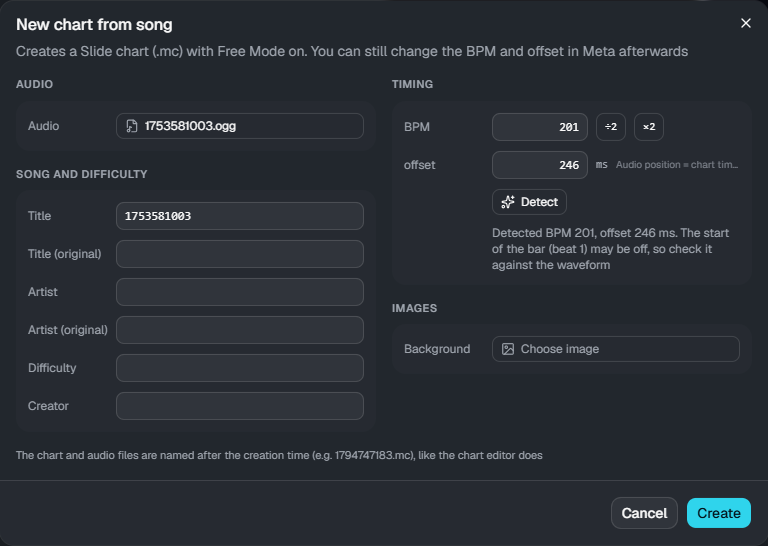 New chart from song
Creates a Slide chart (.mc) with Free Mode on. You can still change the BPM and offset in Meta afterwards
AUDIO
Audio
1753581003.ogg
SONG AND DIFFICULTY
Title
1753581003
Title (original)
Artist
Artist (original)
Difficulty
Creator
TIMING
BPM
201
÷2
×2
offset
246
ms
Audio position = chart tim...
Detect
Detected BPM 201, offset 246 ms. The start
of the bar (beat 1) may be off, so check it
against the waveform
IMAGES
Background
Choose image
The chart and audio files are named after the creation time (e.g. 1794747183.mc), like the chart editor does
Cancel
Create